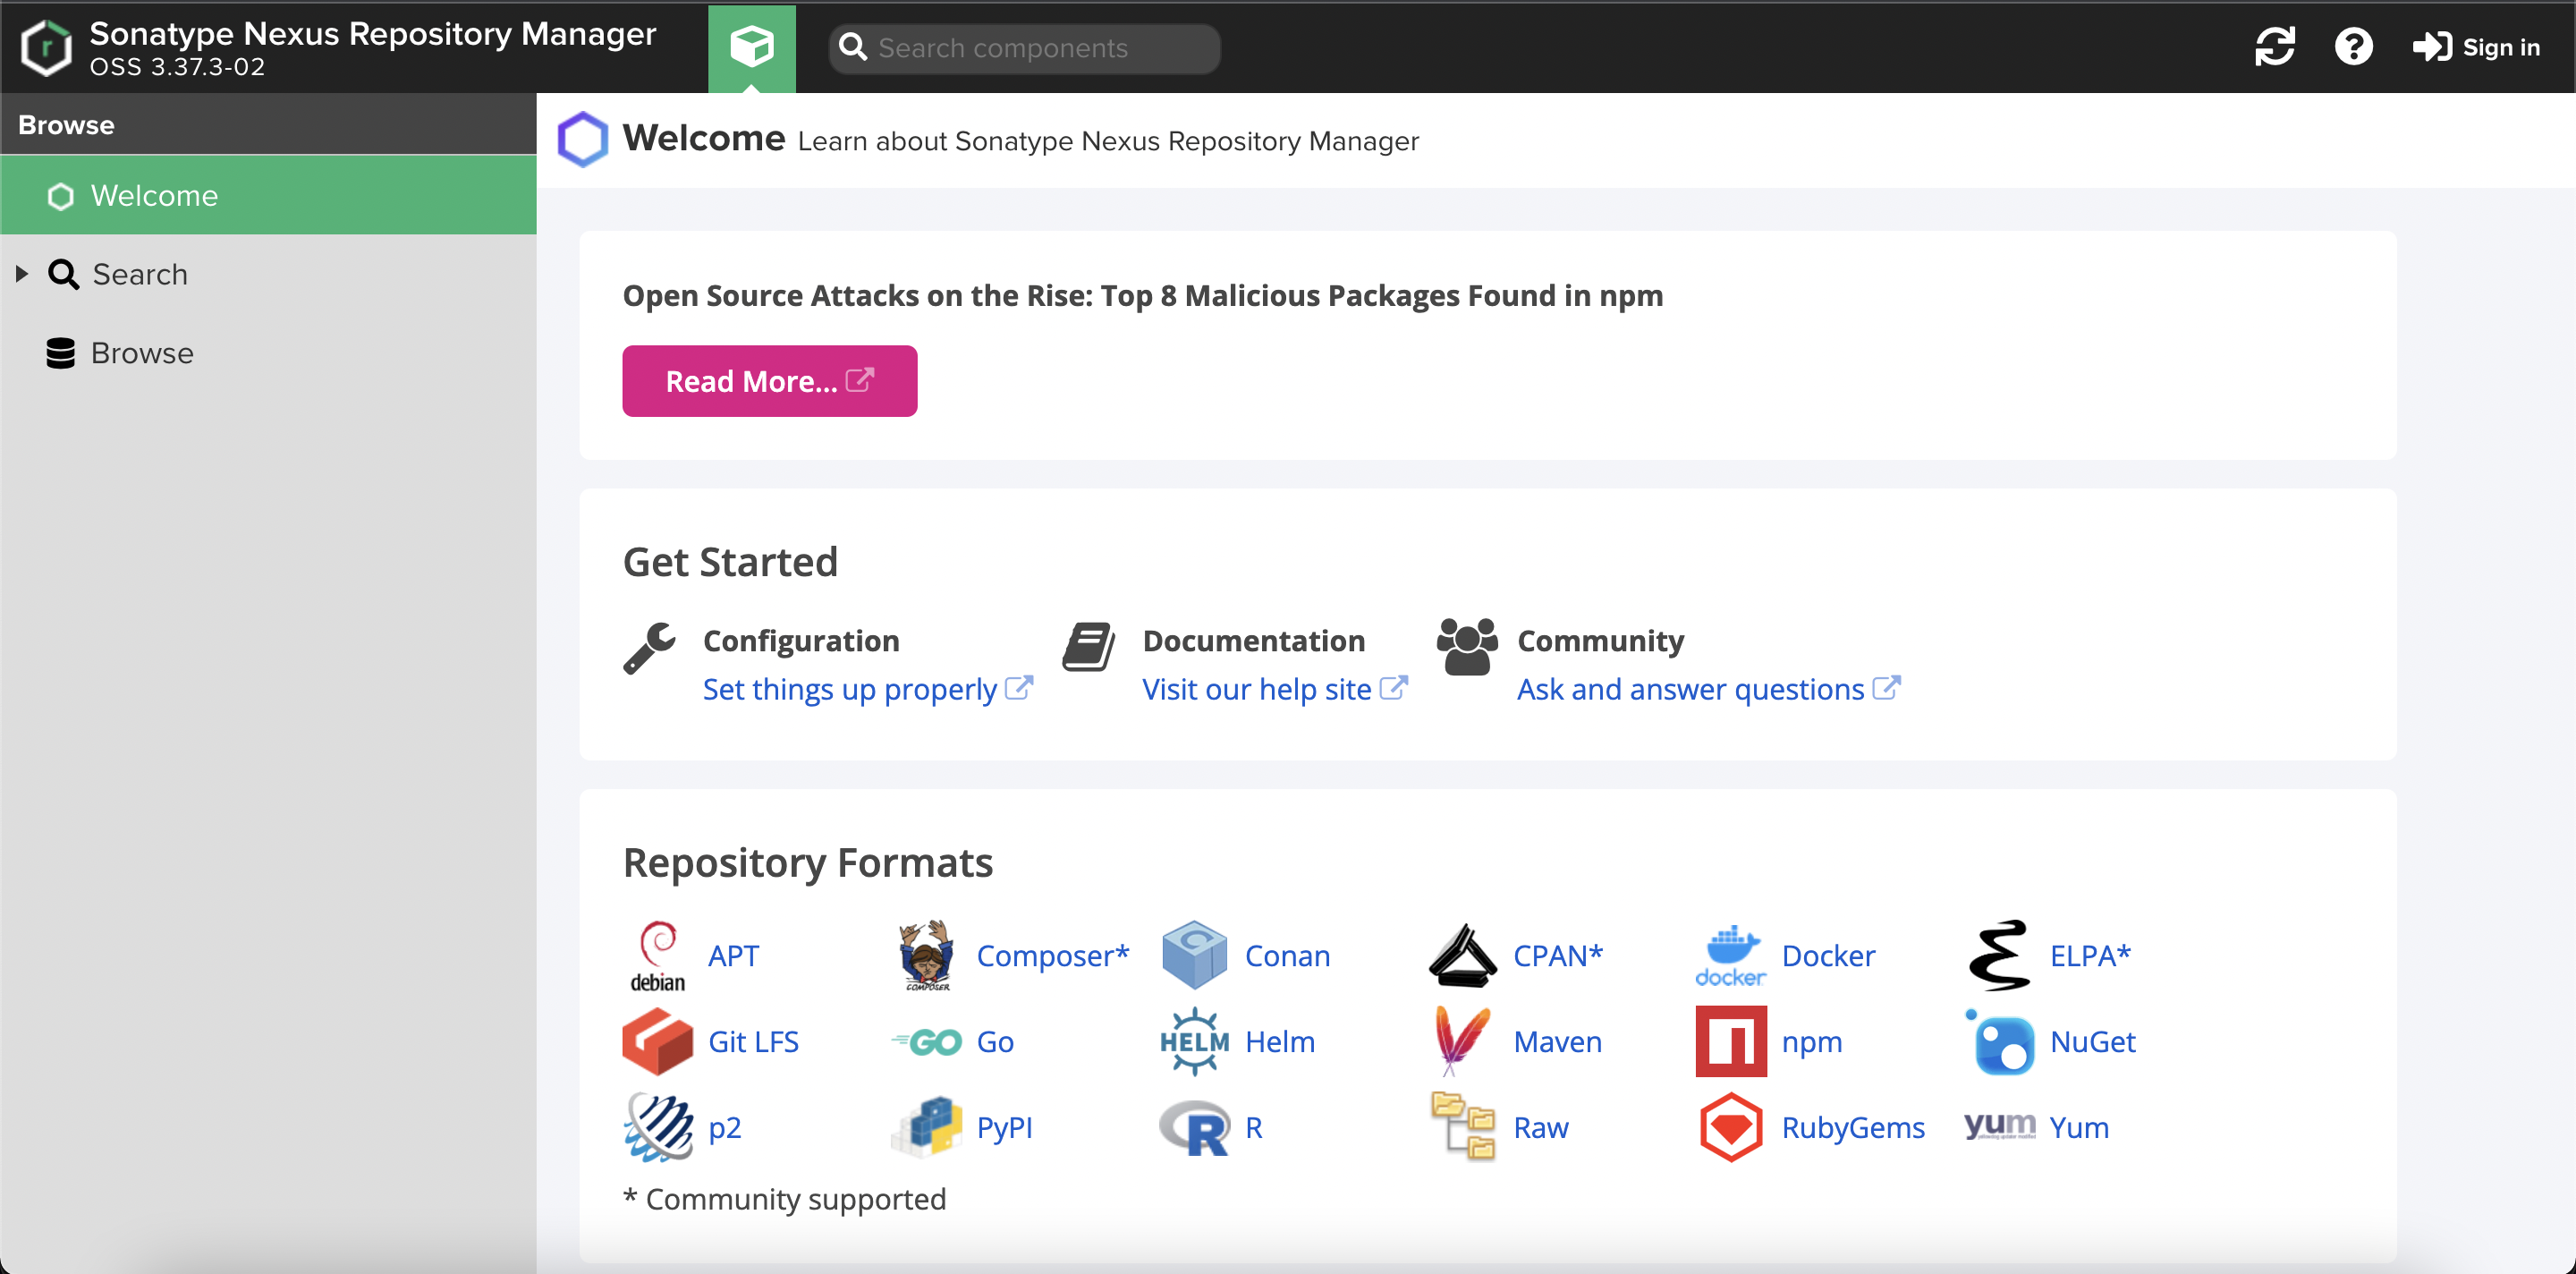 Sonatype Nexus Repository Manager
OSS 3.37.3-02
Search components
Sign in
Browse
Welcome
Search
Browse
Welcome Learn about Sonatype Nexus Repository Manager
Open Source Attacks on the Rise: Top 8 Malicious Packages Found in npm
Read More...
Get Started
Configuration
Set things up properly
Documentation
Visit our help site
Community
Ask and answer questions
Repository Formats
debian APT
COMPOSER Composer*
Conan
CPAN*
docker Docker
ELPA*
Git LFS
GO Go
HELM Helm
Maven
npm
NuGet
p2
PyPI
R R
Raw
RubyGems
yum Yum
* Community supported